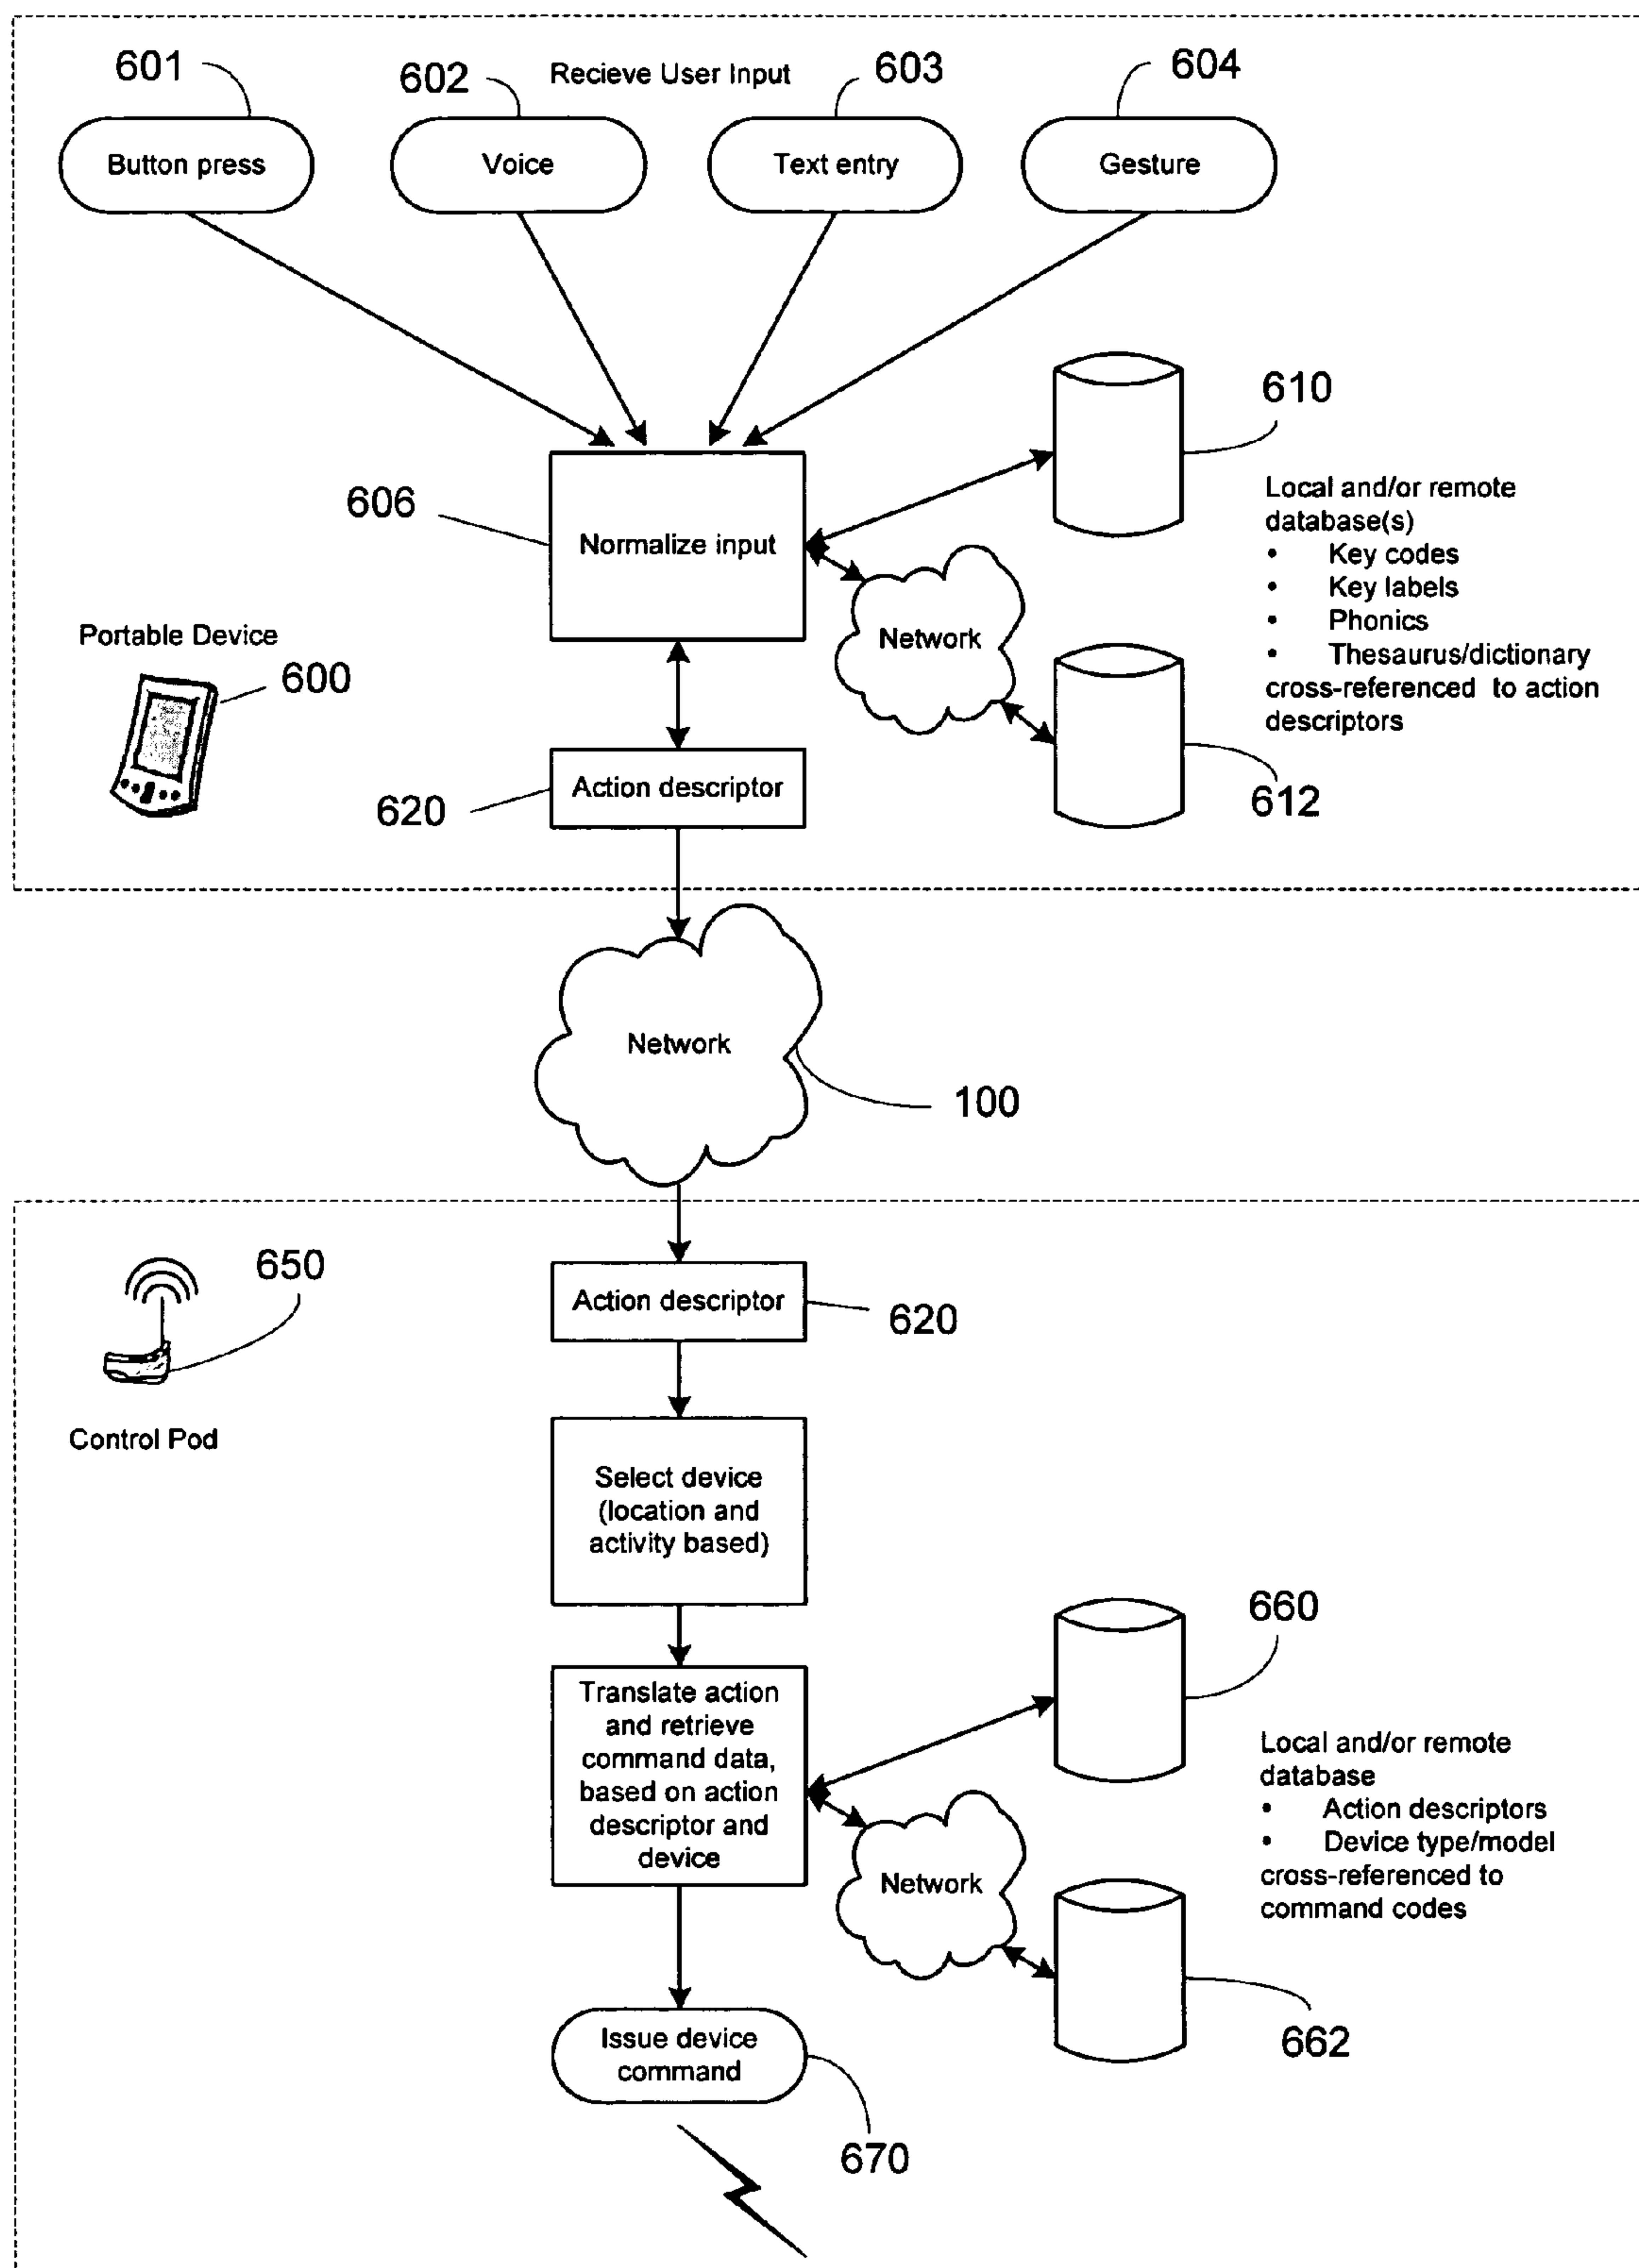 601
602
Recieve User Input
603
604
Button press
Voice
Text entry
Gesture
610
606
Normalize input
Local and/or remote
database(s)
• Key codes
• Key labels
• Phonics
• Thesaurus/dictionary
cross-referenced to action
descriptors
Network
Portable Device
600
620
Action descriptor
612
Network
100
650
Action descriptor
620
Control Pod
Select device
(location and
activity based)
660
Translate action
and retrieve
command data,
based on action
descriptor and
device
Local and/or remote
database
• Action descriptors
• Device type/model
cross-referenced to
command codes
Network
662
Issue device
command
670